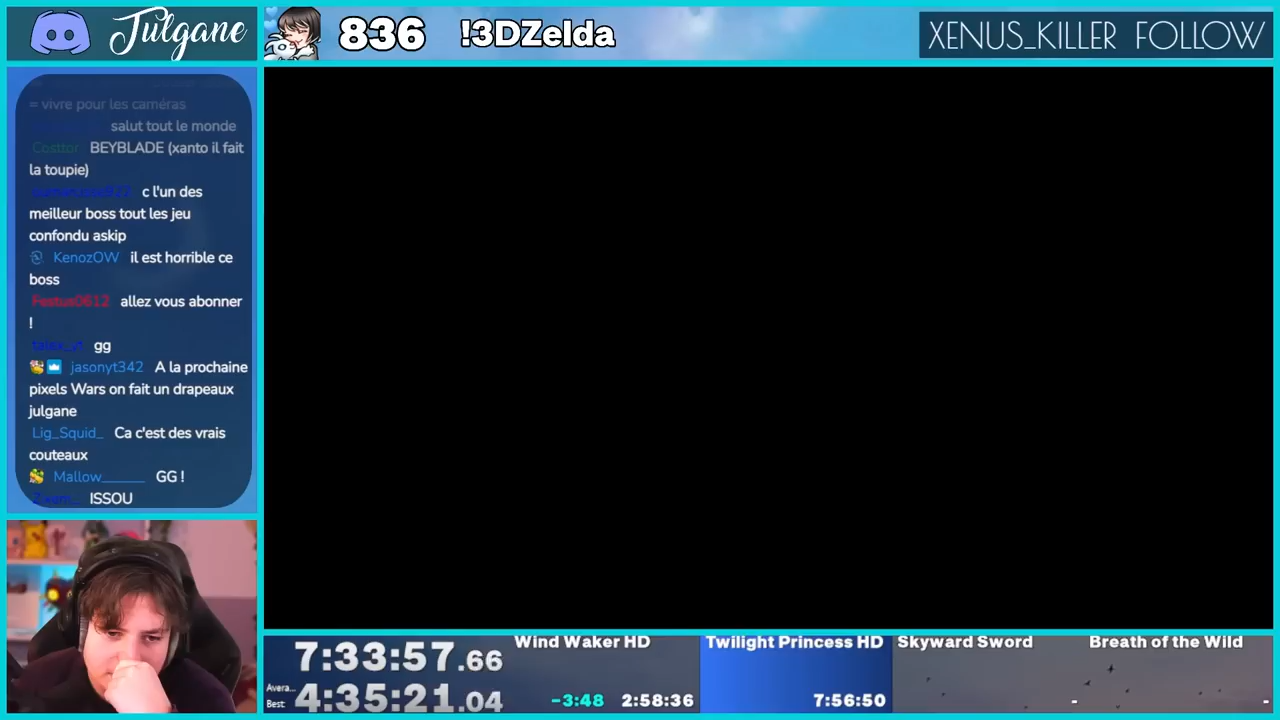 Julgane
836
!3DZelda
XENUS_KILLER FOLLOW
= vivre pour les caméras
salut tout le monde
Costtor BEYBLADE (xanto il fait
la toupie)
c l'un des
meilleur boss tout les jeu
confondu askip
KenozOW il est horrible ce
boss
Festus0612 allez vous abonner
!
gg
jasonyt342 A la prochaine
pixels Wars on fait un drapeaux
julgane
Lig_Squid_ Ca c'est des vrais
couteaux
Mallow______ GG !
ISSOU
7:33:57.66
Avera...
Best:
4:35:21.04
Wind Waker HD
-3:48 2:58:36
Twilight Princess HD
7:56:50
Skyward Sword
-
Breath of the Wild
-